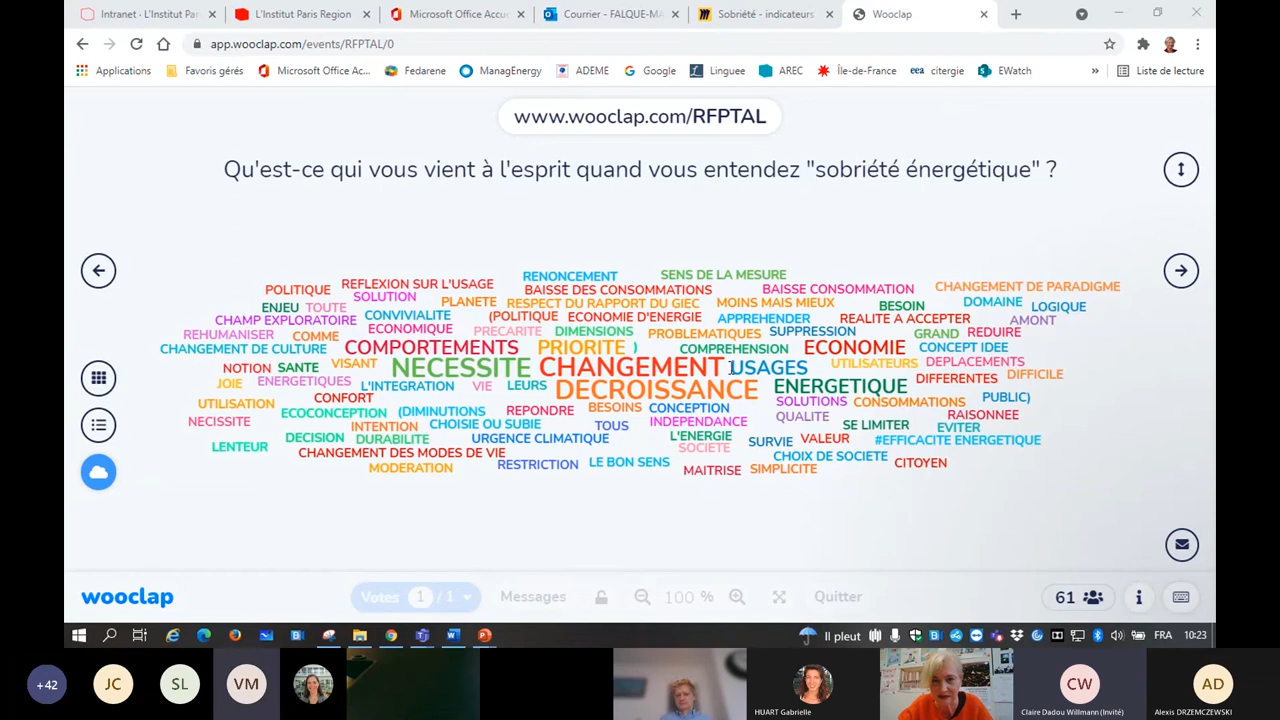 Intranet - L'Institut Par
L'Institut Paris Region
Microsoft Office Accu
Courrier - FALQUE-MA
Sobriété - indicateurs
Wooclap
app.wooclap.com/events/RFPTAL/0
Applications
Favoris gérés
Microsoft Office Ac...
Fedarene
ManagEnergy
ADEME
Google
Linguee
AREC
Île-de-France
eea
citergie
EWatch
»
Liste de lecture
www.wooclap.com/RFPTAL
Qu'est-ce qui vous vient à l'esprit quand vous entendez "sobriété énergétique" ?
RENONCEMENT SENS DE LA MESURE
POLITIQUE REFLEXION SUR L'USAGE BAISSE DES CONSOMMATIONS BAISSE CONSOMMATION CHANGEMENT DE PARADIGME
ENJEU TOUTE SOLUTION PLANETE RESPECT DU RAPPORT DU GIEC MOINS MAIS MIEUX BESOIN DOMAINE LOGIQUE
CHAMP EXPLORATOIRE CONVIVIALITE (POLITIQUE ECONOMIE D'ENERGIE APPREHENDER REALITE A ACCEPTER AMONT
REHUMANISER COMME ECONOMIQUE PRECARITE DIMENSIONS PROBLEMATIQUES SUPPRESSION GRAND REDUIRE
CHANGEMENT DE CULTURE COMPORTEMENTS PRIORITE ) COMPREHENSION ECONOMIE CONCEPT IDEE
NOTION SANTE VISANT NECESSITE CHANGEMENT USAGES UTILISATEURS DEPLACEMENTS
JOIE ENERGETIQUES L'INTEGRATION VIE LEURS DECROISSANCE ENERGETIQUE DIFFERENTES DIFFICILE
UTILISATION CONFORT SOLUTIONS CONSOMMATIONS PUBLIC)
NECISSITE ECOCONCEPTION (DIMINUTIONS REPONDRE BESOINS CONCEPTION QUALITE RAISONNEE
INTENTION CHOISIE OU SUBIE TOUS INDEPENDANCE SE LIMITER EVITER
LENTEUR DECISION DURABILITE URGENCE CLIMATIQUE L'ENERGIE SURVIE VALEUR #EFFICACITE ENERGETIQUE
CHANGEMENT DES MODES DE VIE SOCIETE CHOIX DE SOCIETE
MODERATION RESTRICTION LE BON SENS MAITRISE SIMPLICITE CITOYEN
wooclap
Votes 1 / 1
Messages
100 %
Quitter
61
Il pleut
FRA
10:23
+42
JC
SL
VM
HUART Gabrielle
CW
Claire Dadou Willmann (Invité)
AD
Alexis DRZEMCZEWSKI